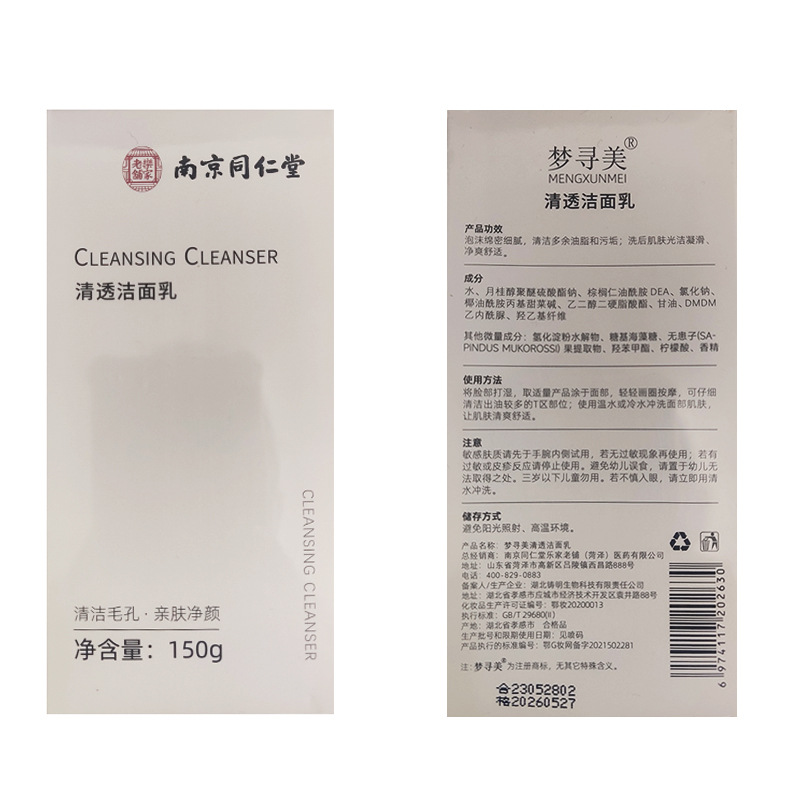 老樂
舖家
南京同仁堂
CLEANSING CLEANSER
清透洁面乳
清洁毛孔·亲肤净颜
净含量：150g
CLEANSING CLEANSER
梦寻美®
MENGXUNMEI
清透洁面乳
产品功效
泡沫绵密细腻，清洁多余油脂和污垢；洗后肌肤光洁凝滑、
净爽舒适。
成分
水、月桂醇聚醚硫酸酯钠、棕榈仁油酰胺 DEA、氯化钠、
椰油酰胺丙基甜菜碱、乙二醇二硬脂酸酯、甘油、DMDM
乙内酰脲、羟乙基纤维
其他微量成分：氢化淀粉水解物、糖基海藻糖、无患子(SA-
PINDUS MUKOROSSI) 果提取物、羟苯甲酯、柠檬酸、香精
使用方法
将脸部打湿，取适量产品涂于面部，轻轻画圈按摩，可仔细
清洁出油较多的T区部位；使用温水或冷水冲洗面部肌肤，
让肌肤清爽舒适。
注意
敏感肤质请先于手腕内侧试用，若无过敏现象再使用；若有
过敏或皮疹反应请停止使用。避免幼儿误食，请置于幼儿无
法取得之处。三岁以下儿童勿用。若不慎入眼，请立即用清
水冲洗。
储存方式
避免阳光照射、高温环境。
产品名称：梦寻美清透洁面乳
总经销商：南京同仁堂乐家老铺（菏泽）医药有限公司
地址：山东省菏泽市高新区吕陵镇西昌路888号
电话：400-829-0883
备案人/生产企业：湖北铸明生物科技有限责任公司
地址：湖北省孝感市应城市经济技术开发区袁井路88号
化妆品生产许可证编号：鄂妆20200013
执行标准：GB/T 29680(II)
产地：湖北省孝感市 合格品
生产批号和限期使用日期：见喷码
产品执行的标准编号：鄂G妆网备字2021502281
注：梦寻美®为注册商标，无其它特殊含义。
6 974117 202630
合23052802
格20260527